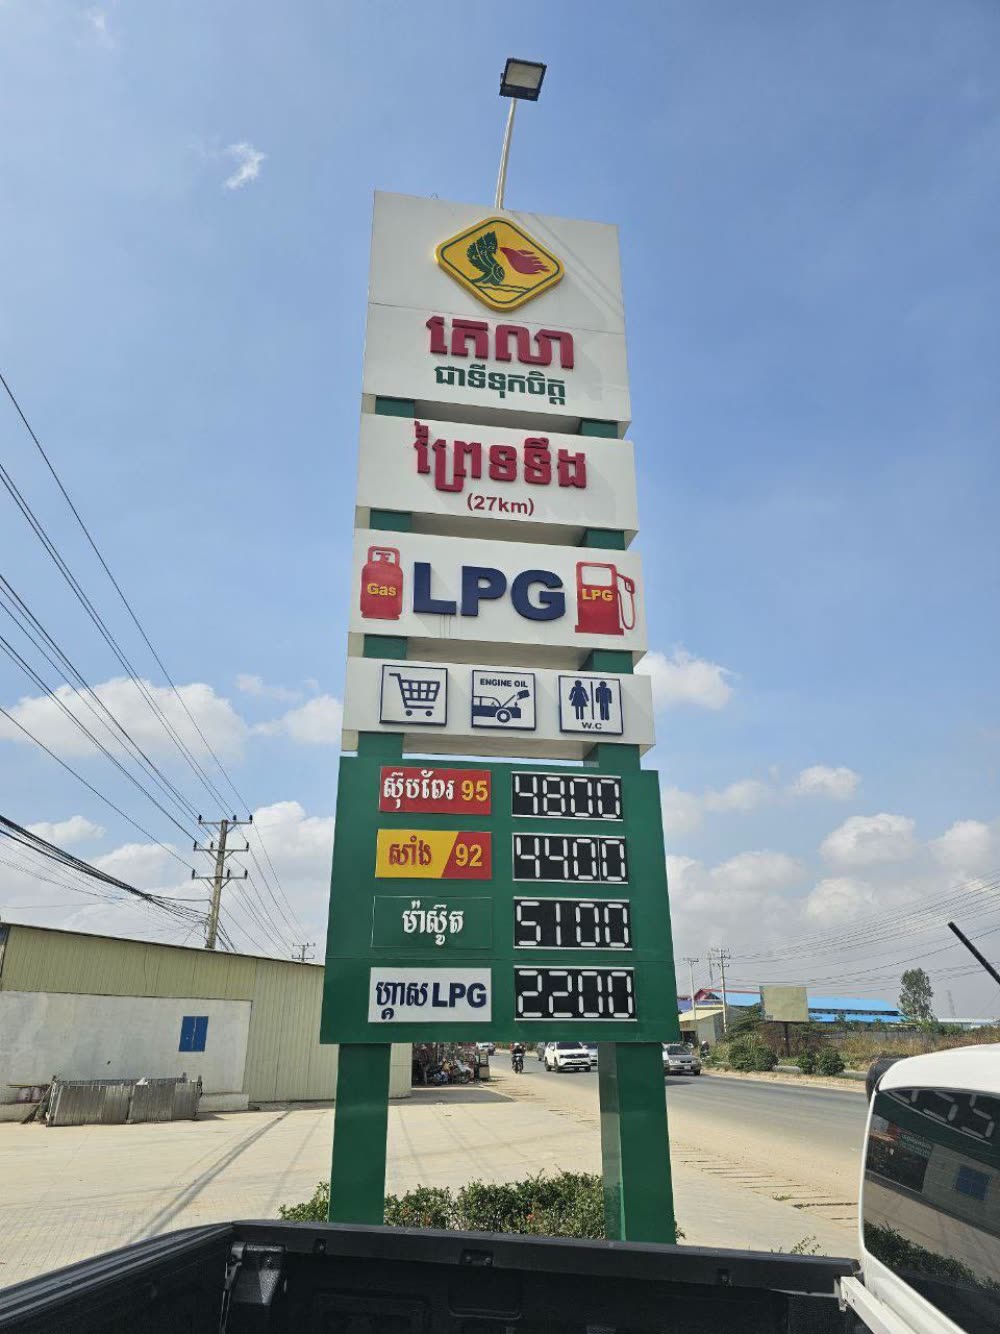 តេលា
ជាទីទុកចិត្ត
ព្រៃទទឹង
(27km)
Gas LPG LPG
ENGINE OIL
W.C
ស៊ុបពែរ 95 4800
សាំង 92 4400
ម៉ាស៊ូត 5100
ហ្គាស LPG 2200